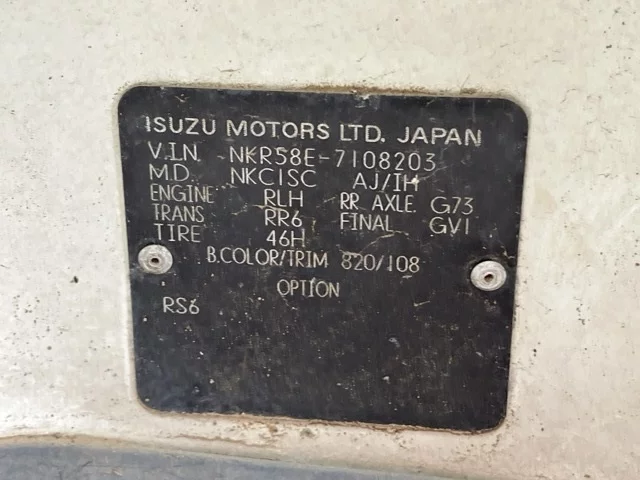 ISUZU MOTORS LTD. JAPAN
V.I.N. NKR58E-7108203
M.D. NKC1SC AJ/IH
ENGINE RLH RR AXLE. G73
TRANS RR6 FINAL GV1
TIRE 46H
B.COLOR/TRIM 820/108
OPTION
RS6